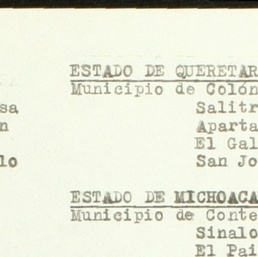 ESTADO DE QUERETAR
Municipio de Colón
Salitr
Aparta
El Gal
San Jo
ESTADO DE MICHOACA
Municipio de Conte
Sinalo
El Pai
sa
n
lo